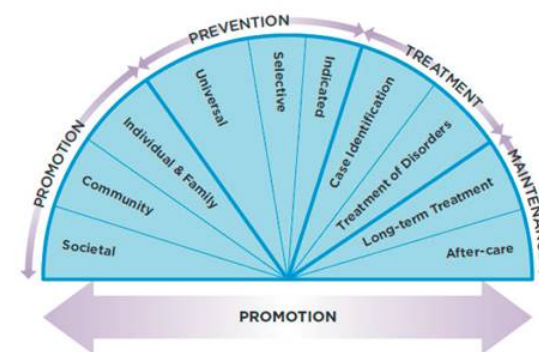 PROMOTION
PREVENTION
TREATMENT
MAINTENANC
Societal
Community
Individual & Family
Universal
Selective
Indicated
Case Identification
Treatment of Disorders
Long-term Treatment
After-care
PROMOTION